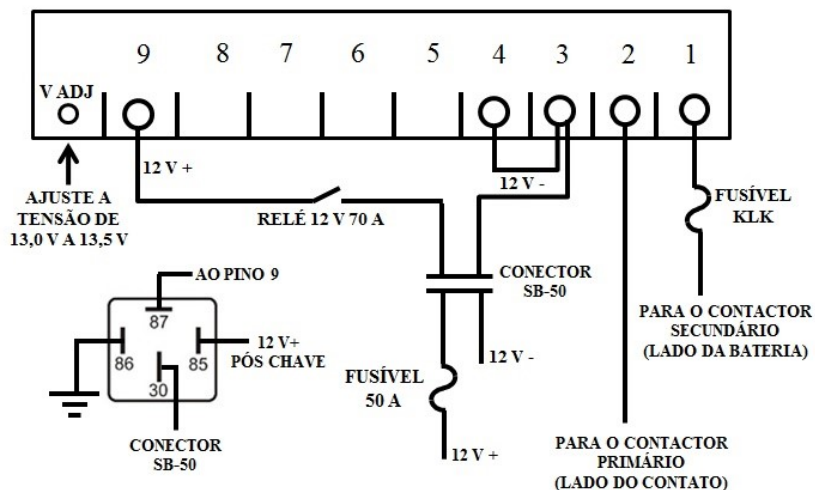 9 8 7 6 5 4 3 2 1
V ADJ
12 V +
12 V -
AJUSTE A
TENSÃO DE
13,0 V A 13,5 V
RELÉ 12 V 70 A
FUSÍVEL
KLK
CONECTOR
SB-50
AO PINO 9
87
86
85
30
12 V+
PÓS CHAVE
CONECTOR
SB-50
FUSÍVEL
50 A
12 V -
12 V +
PARA O CONTACTOR
SECUNDÁRIO
(LADO DA BATERIA)
PARA O CONTACTOR
PRIMÁRIO
(LADO DO CONTATO)